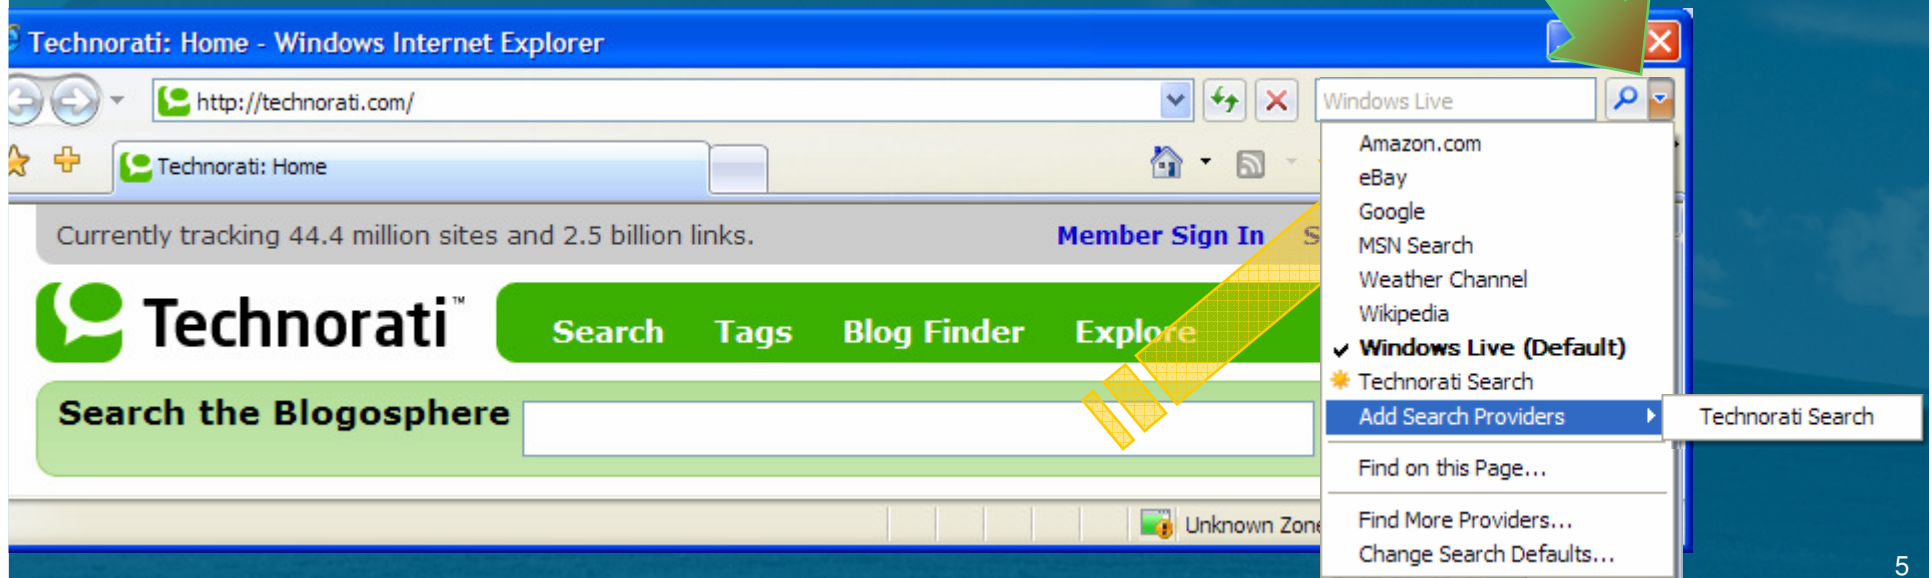 Technorati: Home - Windows Internet Explorer
http://technorati.com/
Windows Live
Technorati: Home
Amazon.com
eBay
Google
MSN Search
Weather Channel
Wikipedia
Windows Live (Default)
Technorati Search
Add Search Providers
Technorati Search
Find on this Page...
Find More Providers...
Change Search Defaults...
Currently tracking 44.4 million sites and 2.5 billion links.
Member Sign In
S
Technorati™
Search Tags Blog Finder Explore
Search the Blogosphere
Unknown Zone
5